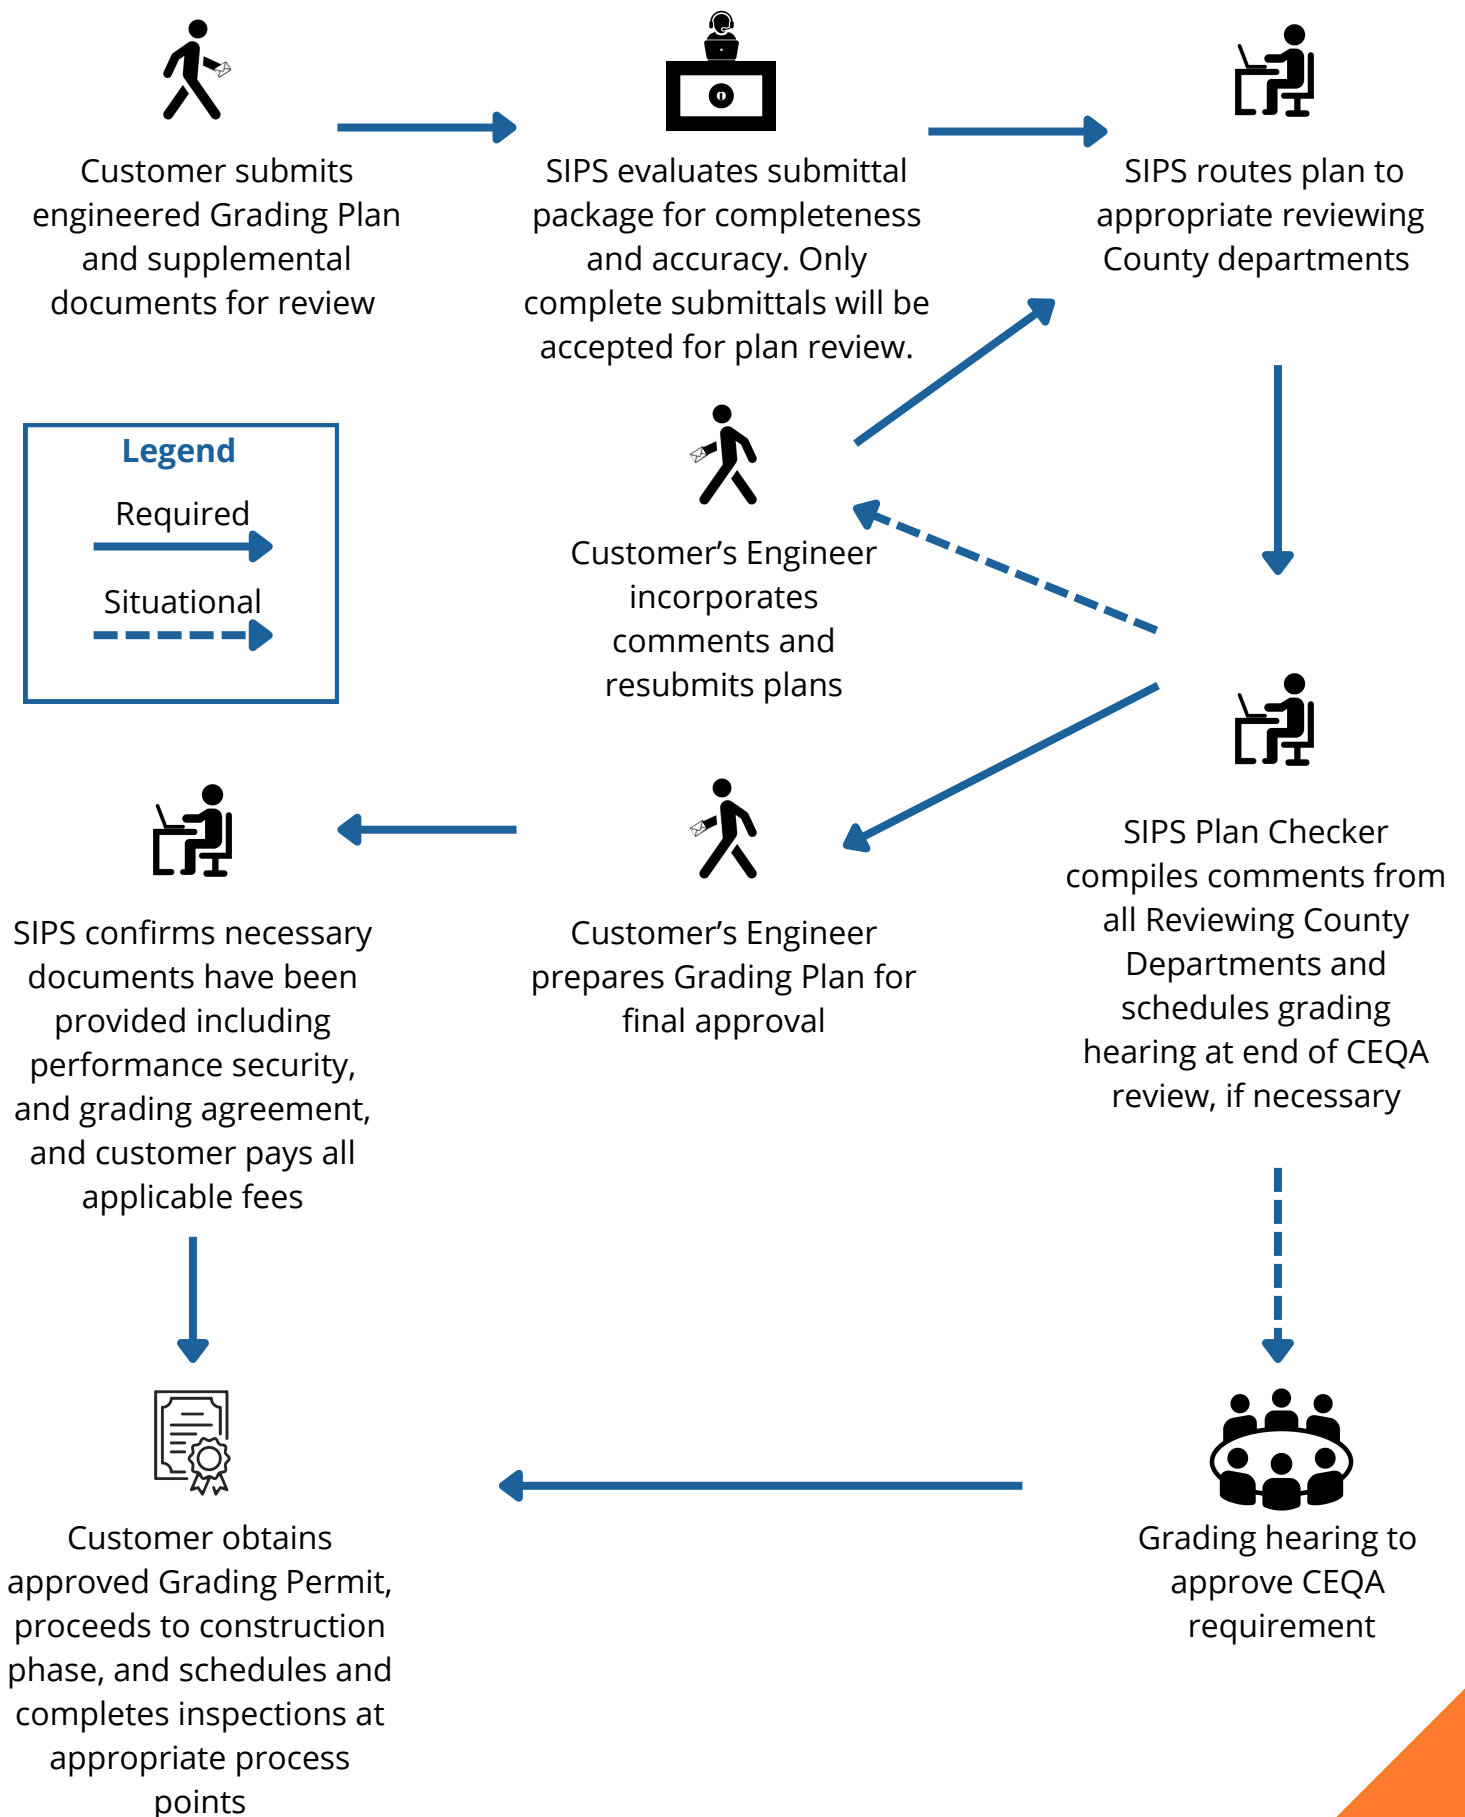 Customer submits
engineered Grading Plan
and supplemental
documents for review
SIPS evaluates submittal
package for completeness
and accuracy. Only
complete submittals will be
accepted for plan review.
SIPS routes plan to
appropriate reviewing
County departments
Legend
Required
Situational
Customer’s Engineer
incorporates
comments and
resubmits plans
SIPS Plan Checker
compiles comments from
all Reviewing County
Departments and
schedules grading
hearing at end of CEQA
review, if necessary
Customer’s Engineer
prepares Grading Plan for
final approval
SIPS confirms necessary
documents have been
provided including
performance security,
and grading agreement,
and customer pays all
applicable fees
Grading hearing to
approve CEQA
requirement
Customer obtains
approved Grading Permit,
proceeds to construction
phase, and schedules and
completes inspections at
appropriate process
points